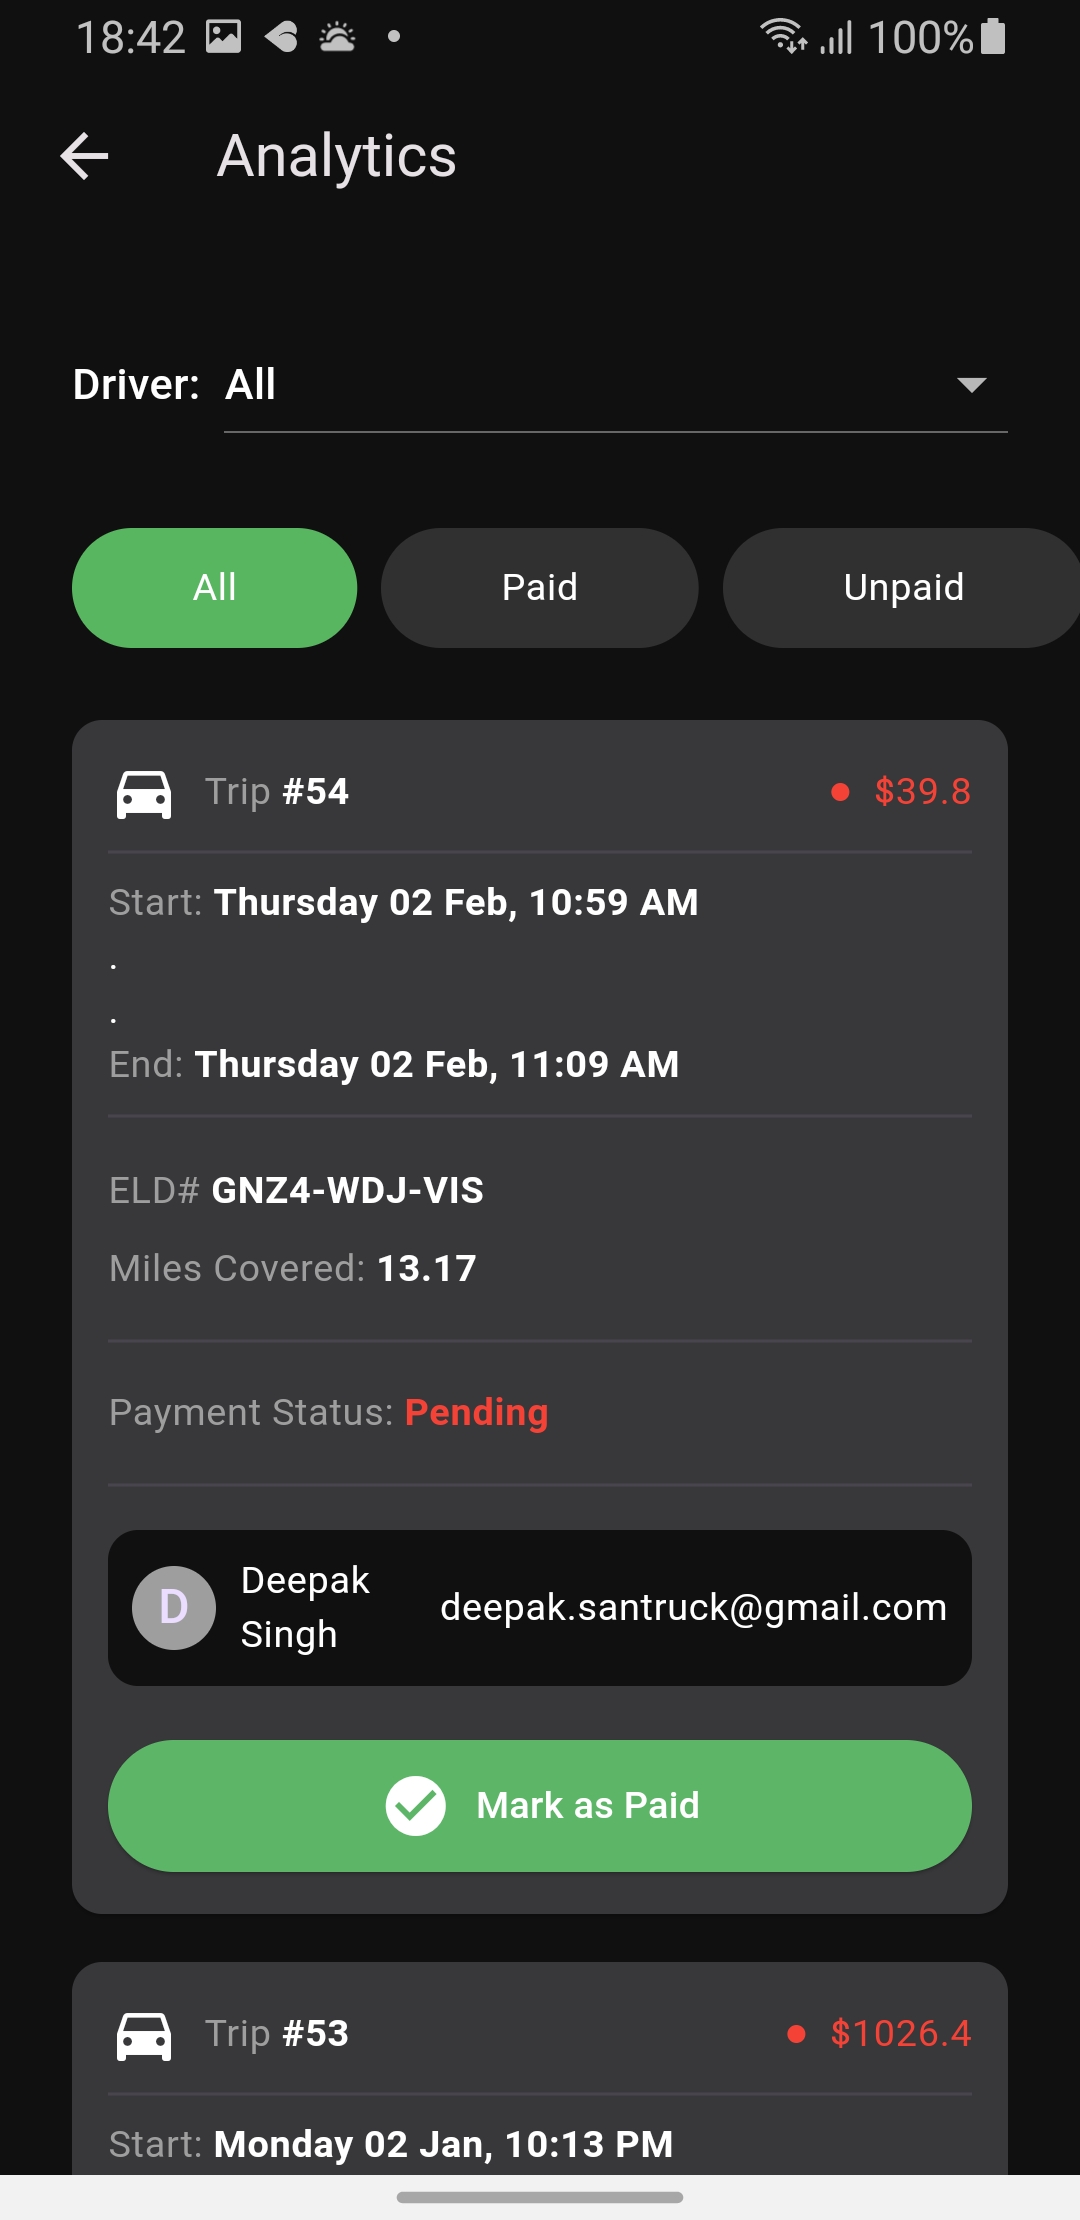 18:42 100%
Analytics
Driver: All
All Paid Unpaid
Trip #54 $39.8
Start: Thursday 02 Feb, 10:59 AM
.
.
End: Thursday 02 Feb, 11:09 AM
ELD# GNZ4-WDJ-VIS
Miles Covered: 13.17
Payment Status: Pending
D
Deepak
Singh
deepak.santruck@gmail.com
Mark as Paid
Trip #53 $1026.4
Start: Monday 02 Jan, 10:13 PM